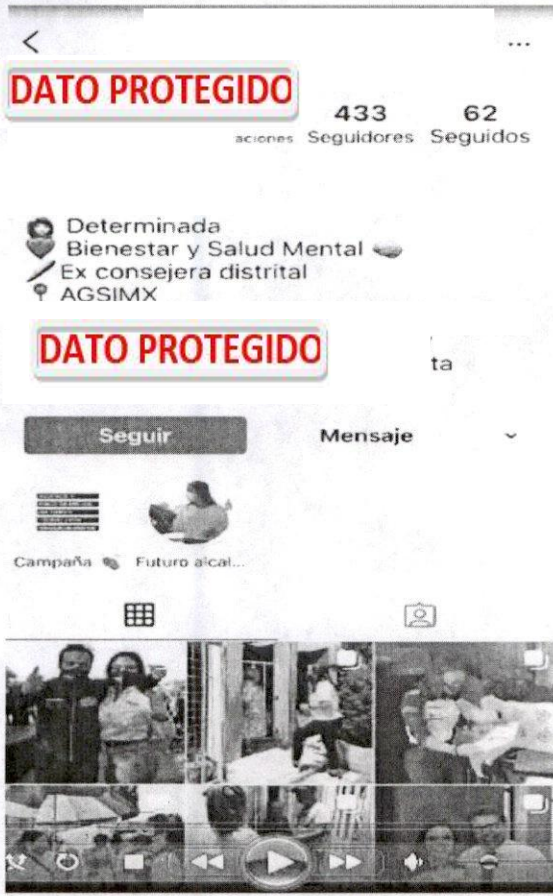 DATO PROTEGIDO
433 62
aciones Seguidores Seguidos
Determinada
Bienestar y Salud Mental
Ex consejera distrital
AGSIMX
DATO PROTEGIDO
ta
Seguir Mensaje
Campaña Futuro alcal...